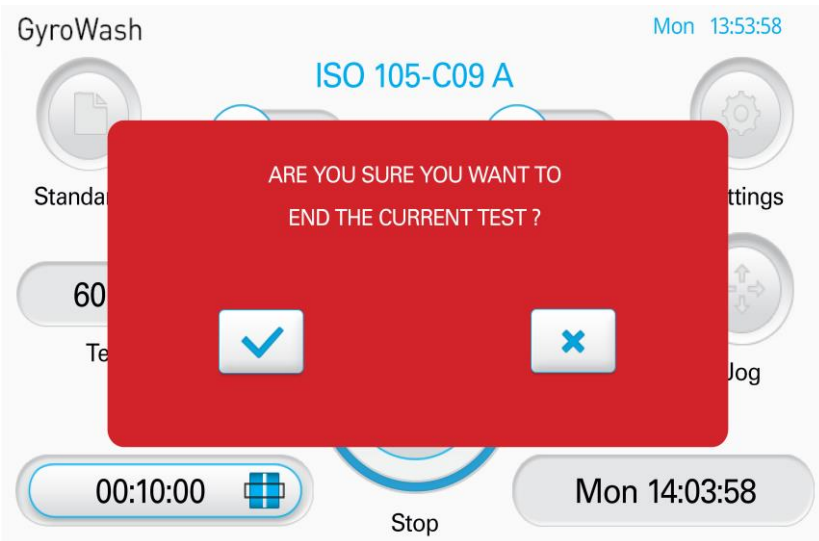 GyroWash
Mon 13:53:58
ISO 105-C09 A
ARE YOU SURE YOU WANT TO
END THE CURRENT TEST ?
Standa
ttings
60
Te
Jog
00:10:00
Mon 14:03:58
Stop